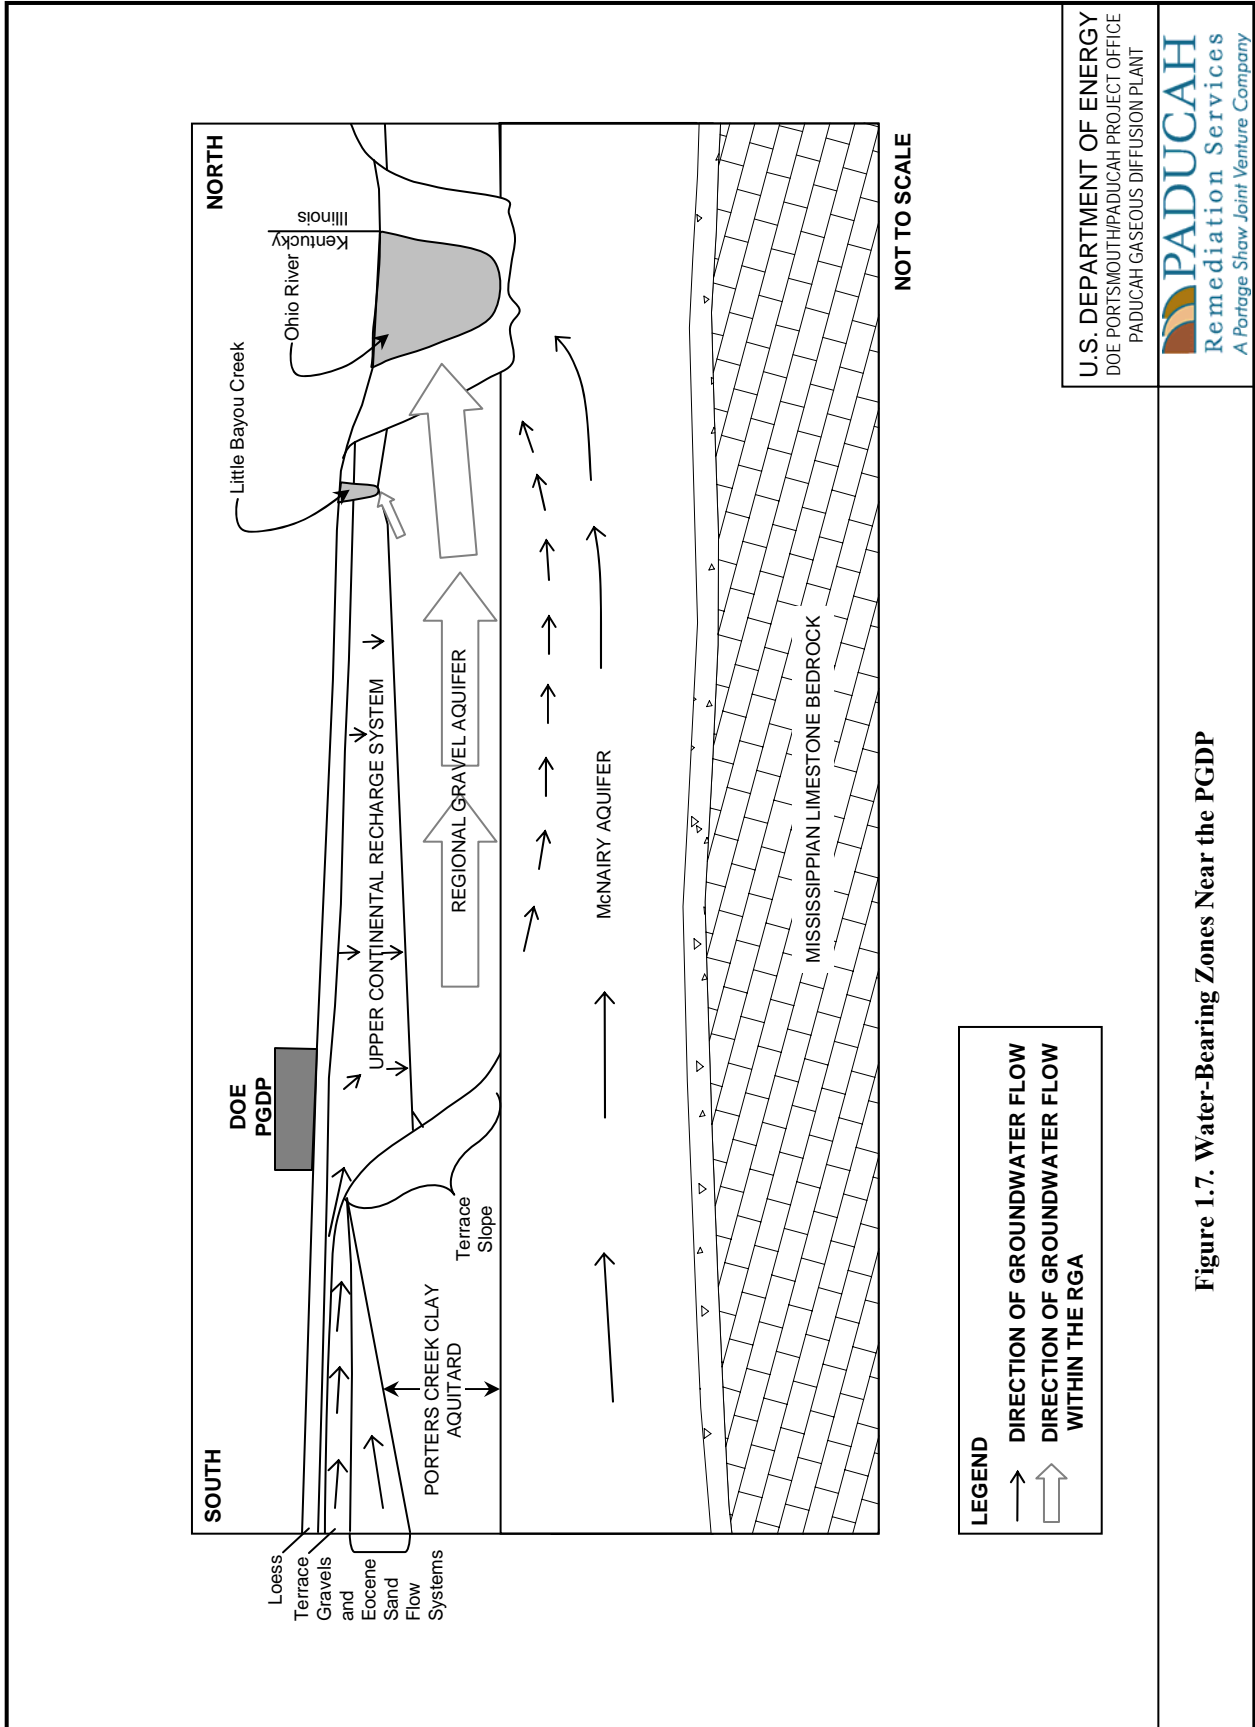 SOUTH
NORTH
Loess
Terrace
Gravels
and
Eocene
Sand
Flow
Systems
DOE
PGDP
Little Bayou Creek
Ohio River
Kentucky
Illinois
UPPER CONTINENTAL RECHARGE SYSTEM
REGIONAL GRAVEL AQUIFER
PORTERS CREEK CLAY
AQUITARD
Terrace
Slope
McNAIRY AQUIFER
MISSISSIPPIAN LIMESTONE BEDROCK
NOT TO SCALE
LEGEND
DIRECTION OF GROUNDWATER FLOW
DIRECTION OF GROUNDWATER FLOW
WITHIN THE RGA
U.S. DEPARTMENT OF ENERGY
DOE PORTSMOUTH/PADUCAH PROJECT OFFICE
PADUCAH GASEOUS DIFFUSION PLANT
PADUCAH
Remediation Services
A Portage Shaw Joint Venture Company
Figure 1.7. Water-Bearing Zones Near the PGDP